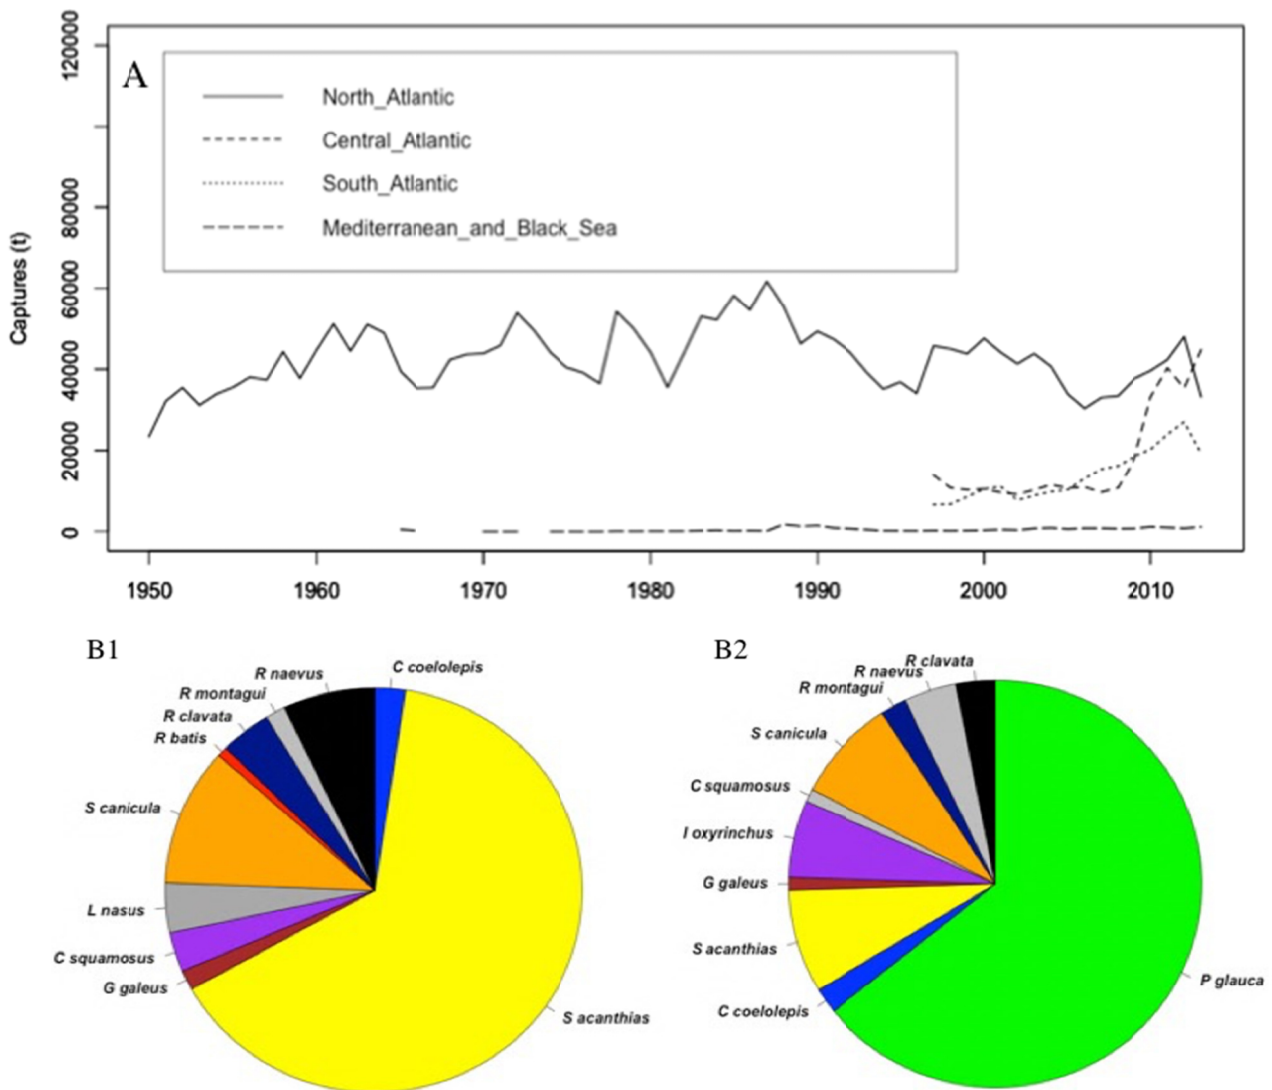 A
North_Atlantic
Central_Atlantic
South_Atlantic
Mediterranean_and_Black_Sea
Captures (t)
120000
80000
60000
40000
20000
0
1950 1960 1970 1980 1990 2000 2010
B1
C coelolepis
R naevus
R montagui
R clavata
R batis
S canicula
L nasus
C squamosus
G galeus
S acanthias
B2
R clavata
R naevus
R montagui
S canicula
C squamosus
I oxyrinchus
G galeus
S acanthias
C coelolepis
P glauca